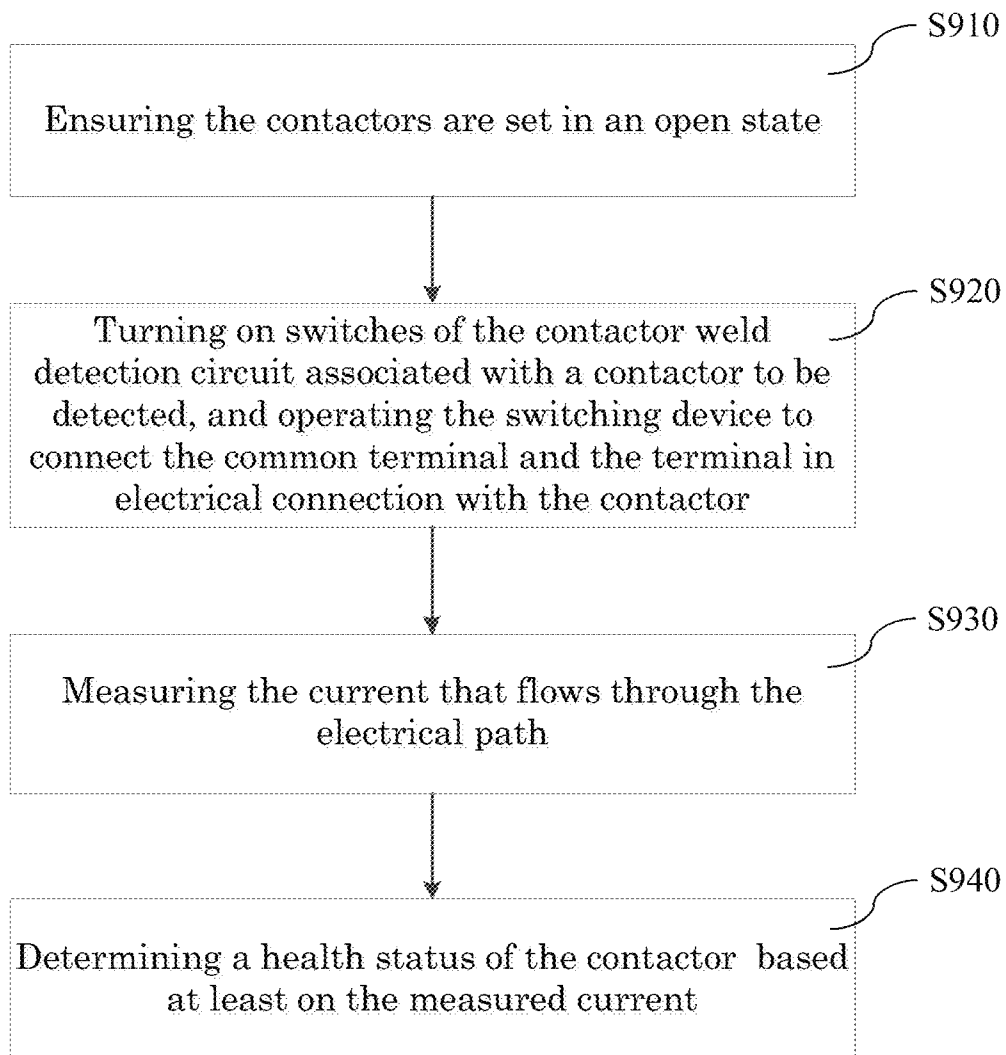 S910
Ensuring the contactors are set in an open state
S920
Turning on switches of the contactor weld
detection circuit associated with a contactor to be
detected, and operating the switching device to
connect the common terminal and the terminal in
electrical connection with the contactor
S930
Measuring the current that flows through the
electrical path
S940
Determining a health status of the contactor based
at least on the measured current